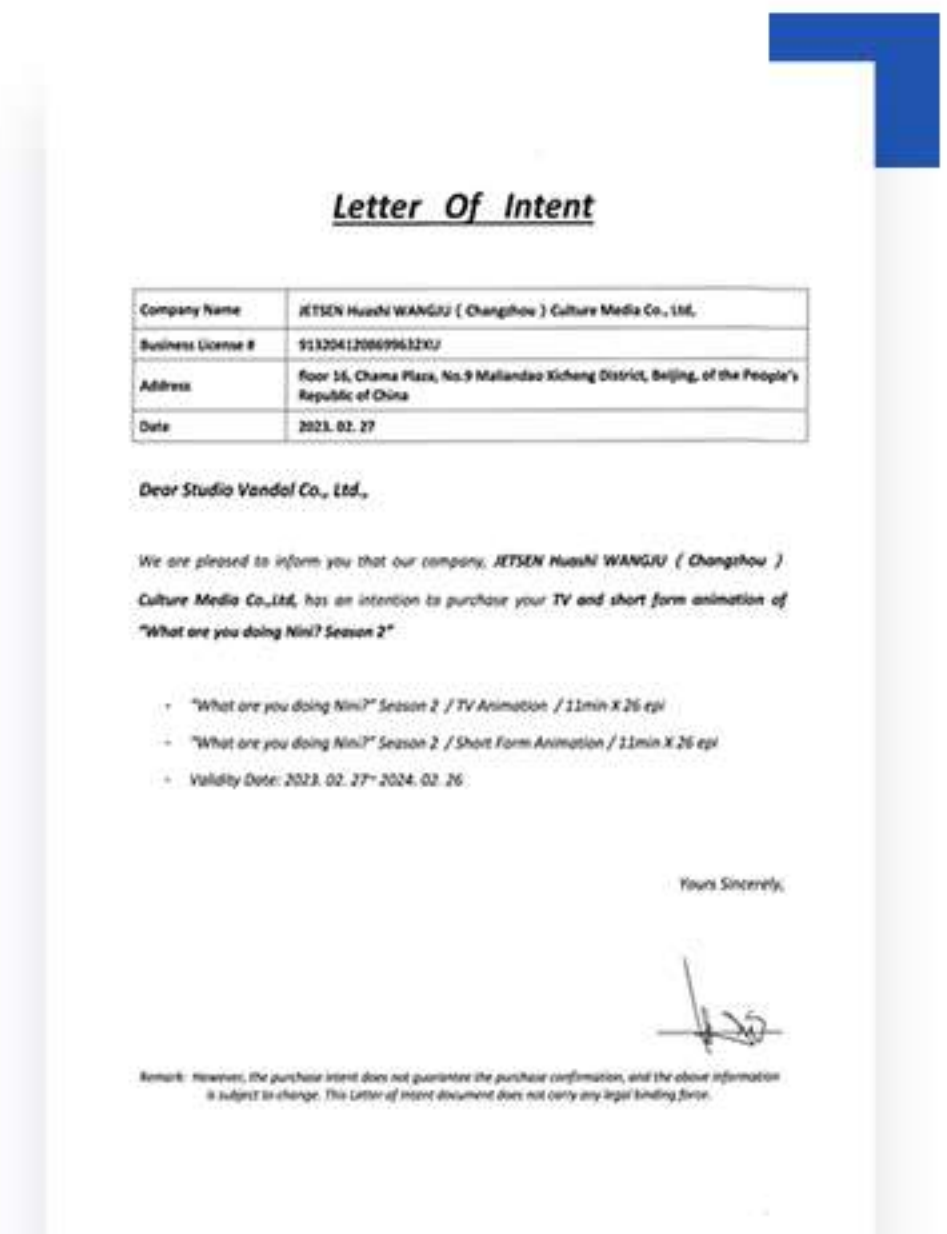 Letter Of Intent
Company Name JETSEN Huashi WANGJU ( Changzhou ) Culture Media Co., Ltd,
Business License #
Address floor 16, Chama Plaza, No.9 Maliandao Xicheng District, Beijing, of the People's
Republic of China
Date 2023. 02. 27
Dear Studio Vandal Co., Ltd.,
We are pleased to inform you that our company, JETSEN Huashi WANGJU ( Changzhou )
Culture Media Co.,Ltd, has an intention to purchase your TV and short form animation of
"What are you doing Nini? Season 2"
- "What are you doing Nini?" Season 2 / TV Animation / 11min X 26 epi
- "What are you doing Nini?" Season 2 / Short Form Animation / 11min X 26 epi
- Validity Date: 2023. 02. 27~ 2024. 02. 26
Yours Sincerely,
Remark: However, the purchase intent does not guarantee the purchase confirmation, and the above information
is subject to change. This Letter of Intent document does not carry any legal binding force.